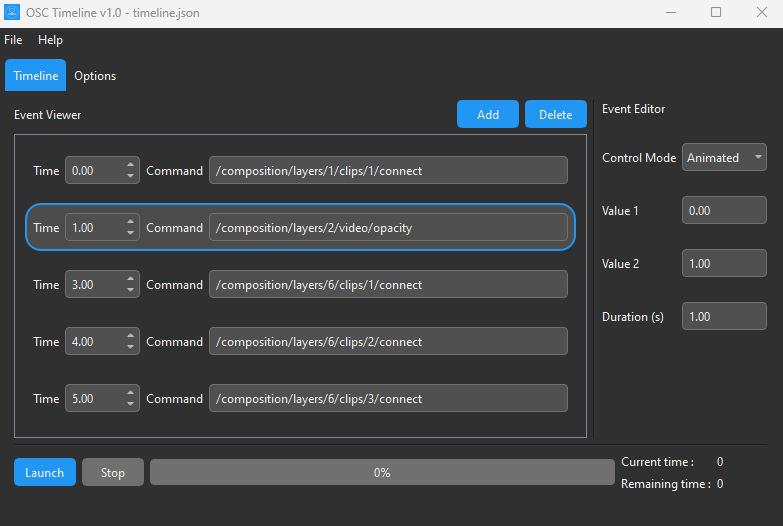 OSC Timeline v1.0 - timeline.json
File Help
Timeline Options
Event Viewer Add Delete
Time 0.00 Command /composition/layers/1/clips/1/connect
Time 1.00 Command /composition/layers/2/video/opacity
Time 3.00 Command /composition/layers/6/clips/1/connect
Time 4.00 Command /composition/layers/6/clips/2/connect
Time 5.00 Command /composition/layers/6/clips/3/connect
Event Editor
Control Mode Animated
Value 1 0.00
Value 2 1.00
Duration (s) 1.00
Launch Stop 0%
Current time : 0
Remaining time : 0